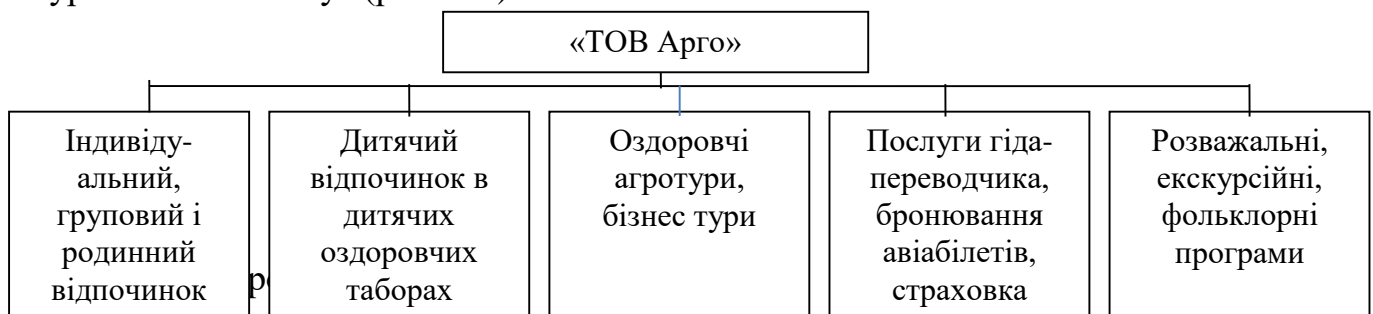 «ТОВ Арго»
Індивіду-
альний,
груповий і
родинний
відпочинок
Дитячий
відпочинок в
дитячих
оздоровчих
таборах
Оздоровчі
агротури,
бізнес тури
Послуги гіда-
переводчика,
бронювання
авіабілетів,
страховка
Розважальні,
екскурсійні,
фольклорні
програми